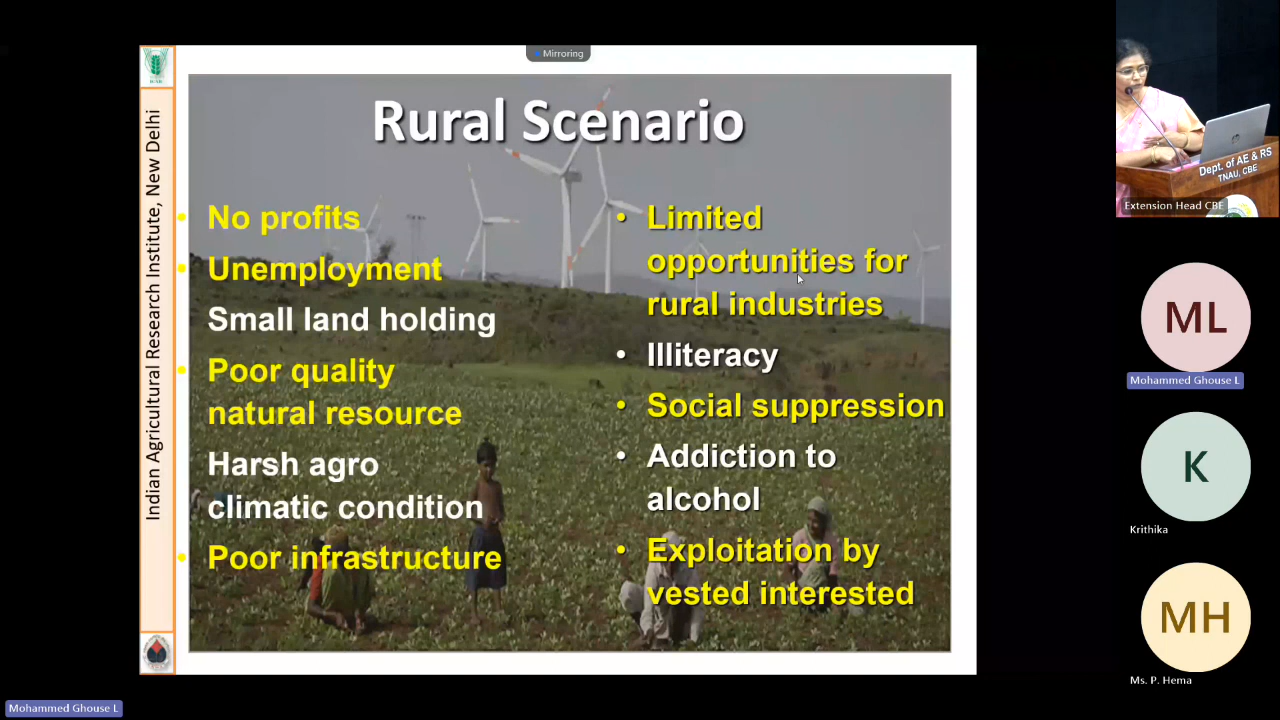 Mirroring
Rural Scenario
Indian Agricultural Research Institute, New Delhi
• No profits
• Unemployment
Small land holding
• Poor quality
natural resource
Harsh agro
climatic condition
• Poor infrastructure
• Limited
opportunities for
rural industries
• Illiteracy
• Social suppression
• Addiction to
alcohol
• Exploitation by
vested interested
Dept. of AE & RS
TNAU, CBE
Extension Head CBE
ML
Mohammed Ghouse L
K
Krithika
MH
Ms. P. Hema
Mohammed Ghouse L